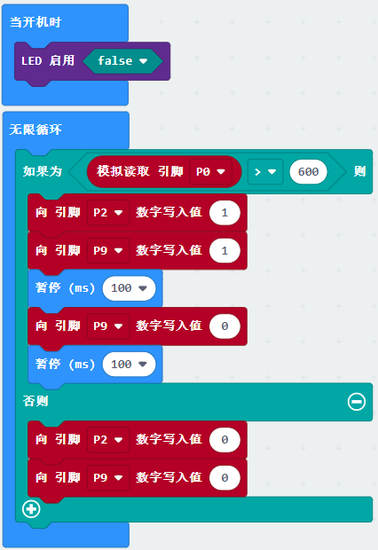 当开机时
LED 启用 false
无限循环
如果为 模拟读取 引脚 P0 > 600 则
向 引脚 P2 数字写入值 1
向 引脚 P9 数字写入值 1
暂停 (ms) 100
向 引脚 P9 数字写入值 0
暂停 (ms) 100
否则
向 引脚 P2 数字写入值 0
向 引脚 P9 数字写入值 0